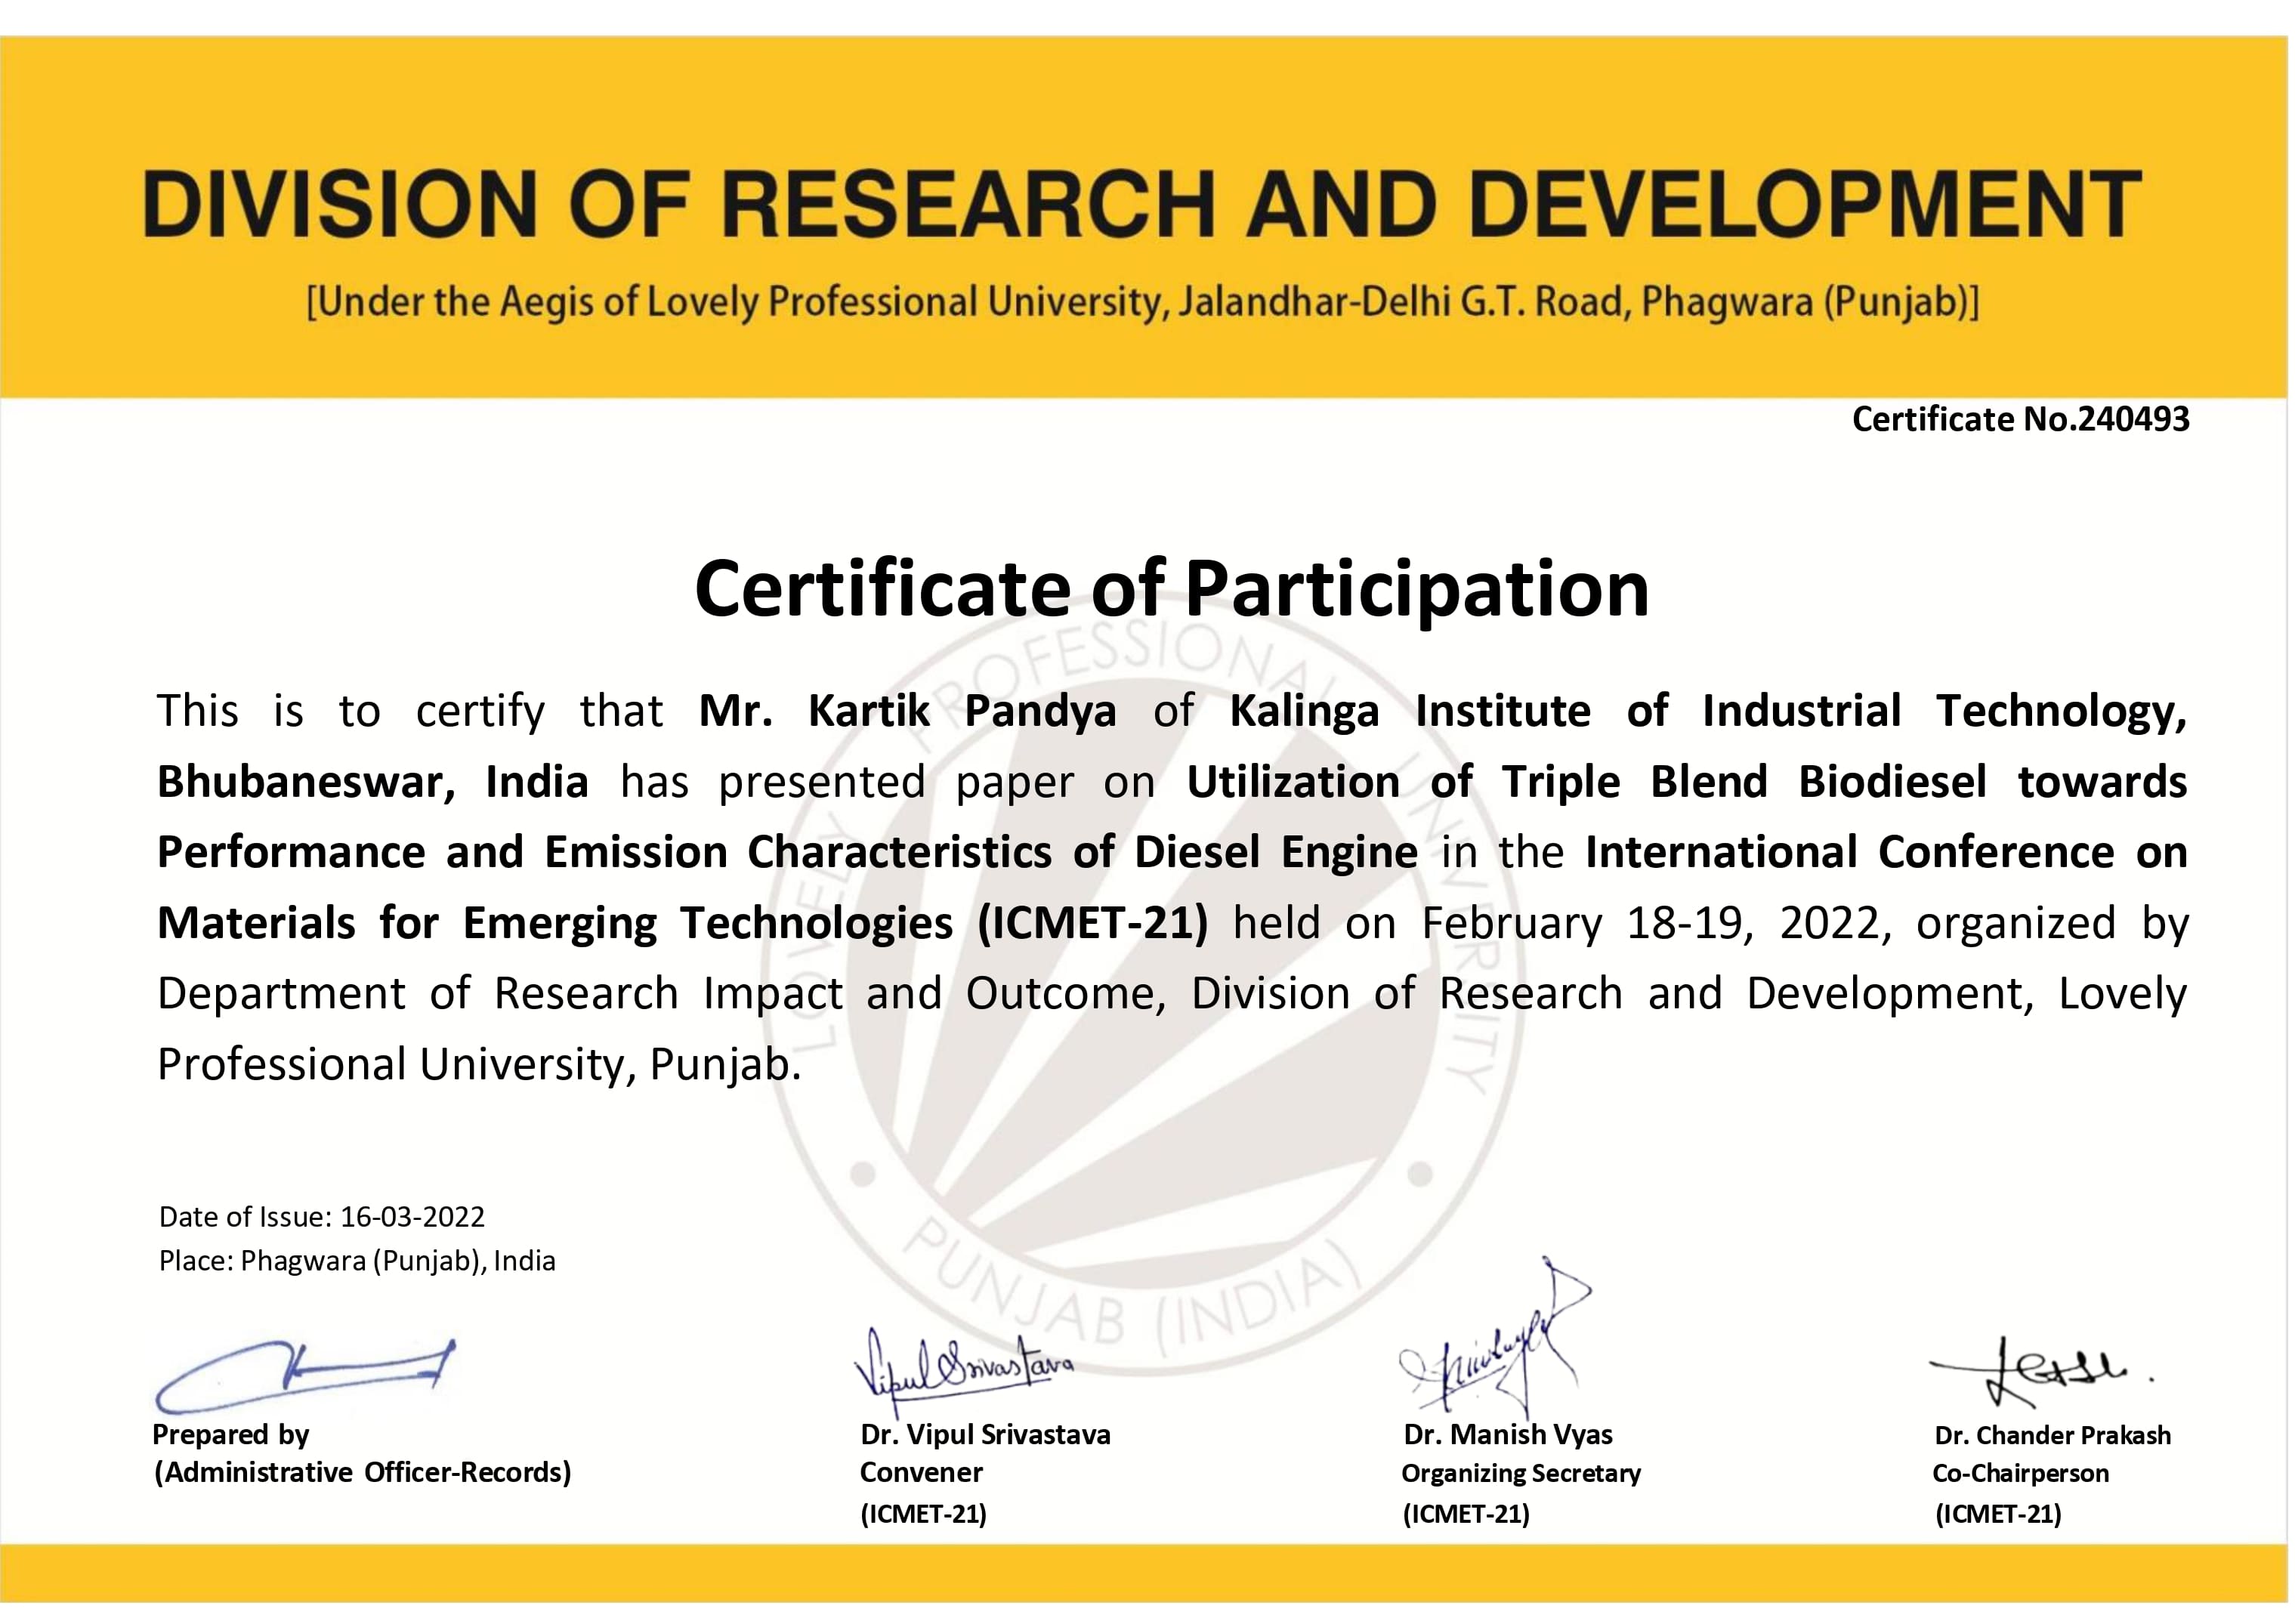 DIVISION OF RESEARCH AND DEVELOPMENT
[Under the Aegis of Lovely Professional University, Jalandhar-Delhi G.T. Road, Phagwara (Punjab)]
Certificate No.240493
Certificate of Participation
This is to certify that Mr. Kartik Pandya of Kalinga Institute of Industrial Technology,
Bhubaneswar, India has presented paper on Utilization of Triple Blend Biodiesel towards
Performance and Emission Characteristics of Diesel Engine in the International Conference on
Materials for Emerging Technologies (ICMET-21) held on February 18-19, 2022, organized by
Department of Research Impact and Outcome, Division of Research and Development, Lovely
Professional University, Punjab.
LOVELY PROFESSIONAL UNIVERSITY
PUNJAB (INDIA)
Date of Issue: 16-03-2022
Place: Phagwara (Punjab), India
Vipul Srivastava
Prepared by
(Administrative Officer-Records)
Dr. Vipul Srivastava
Convener
(ICMET-21)
Dr. Manish Vyas
Organizing Secretary
(ICMET-21)
Dr. Chander Prakash
Co-Chairperson
(ICMET-21)